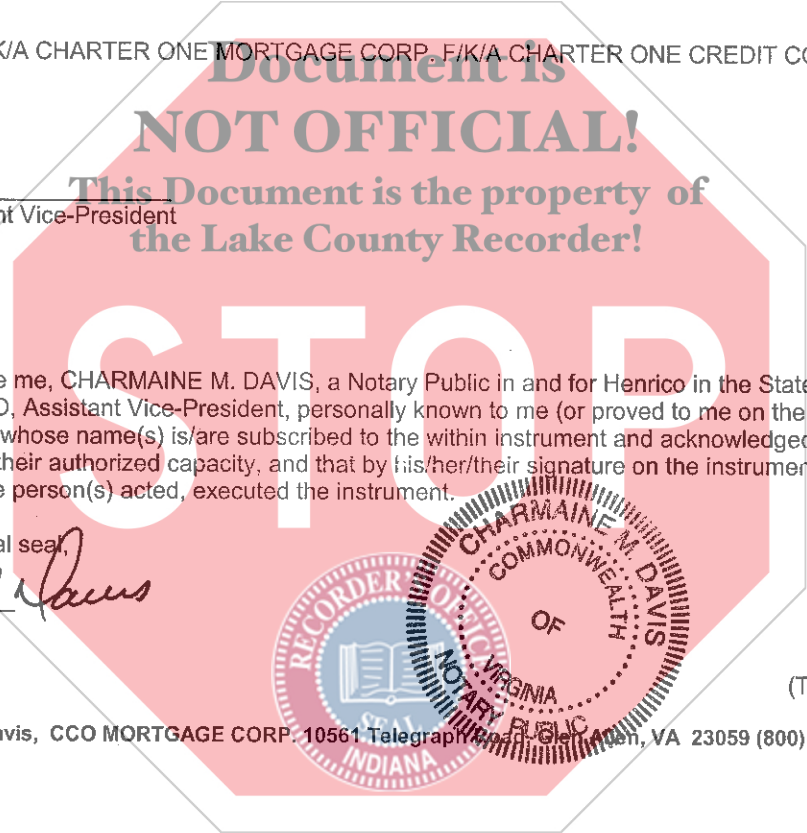 K/A CHARTER ONE MORTGAGE CORP. F/K/A CHARTER ONE CREDIT CO
Document is
NOT OFFICIAL!
This Document is the property of
nt Vice-President
the Lake County Recorder!
STOP
e me, CHARMAINE M. DAVIS, a Notary Public in and for Henrico in the State
D, Assistant Vice-President, personally known to me (or proved to me on the
whose name(s) is/are subscribed to the within instrument and acknowledged
their authorized capacity, and that by his/her/their signature on the instrumen
e person(s) acted, executed the instrument.
al seal,
Davis
CHARMAINE M. DAVIS
COMMONWEALTH
OF
VIRGINIA
NOTARY PUBLIC
RECORDER'S OFFICE
SEAL
INDIANA
(T
avis, CCO MORTGAGE CORP. 10561 Telegraph Road, Glen Allen, VA 23059 (800)